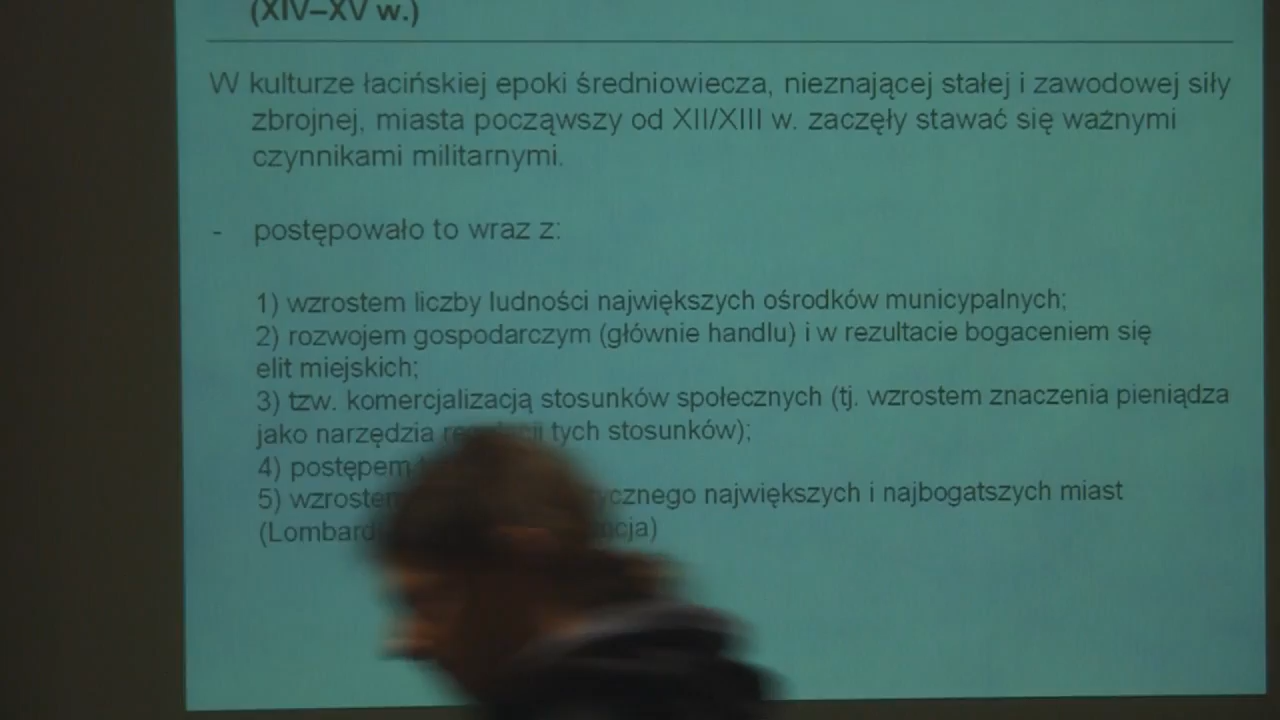 (XIV–XV w.)
W kulturze łacińskiej epoki średniowiecza, nieznającej stałej i zawodowej siły
zbrojnej, miasta począwszy od XII/XIII w. zaczęły stawać się ważnymi
czynnikami militarnymi.
- postępowało to wraz z:
1) wzrostem liczby ludności największych ośrodków municypalnych;
2) rozwojem gospodarczym (głównie handlu) i w rezultacie bogaceniem się
elit miejskich;
3) tzw. komercjalizacją stosunków społecznych (tj. wzrostem znaczenia pieniądza
jako narzędzia regulacji tych stosunków);
4) postępem
5) największych i najbogatszych miast